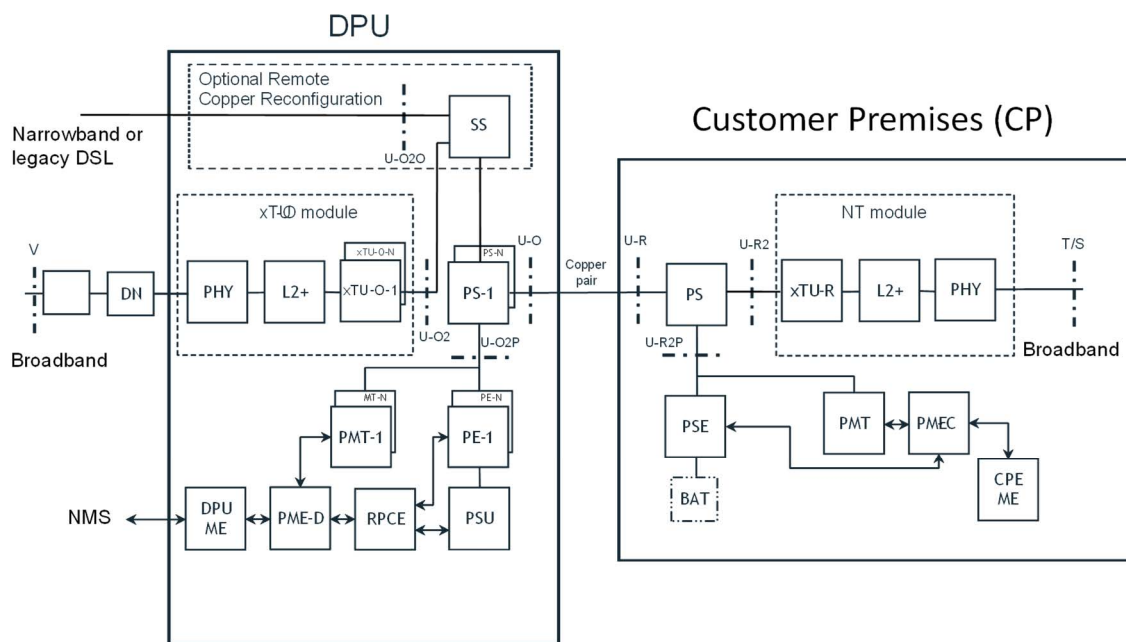 DPU
Optional Remote
Copper Reconfiguration
SS
Narrowband or
legacy DSL
U-O2O
Customer Premises (CP)
xTU-O module
NT module
V
xTU-O-N
PS-N
U-O
U-R
U-R2
T/S
Copper
pair
DN
PHY
L2+
xTU-O-1
PS-1
PS
xTU-R
L2+
PHY
U-O2
U-O2P
U-R2P
Broadband
Broadband
MT-N
PE-N
PMT-1
PE-1
PSE
PMT
PMEC
BAT
CPE
ME
NMS
DPU
ME
PME-D
RPCE
PSU